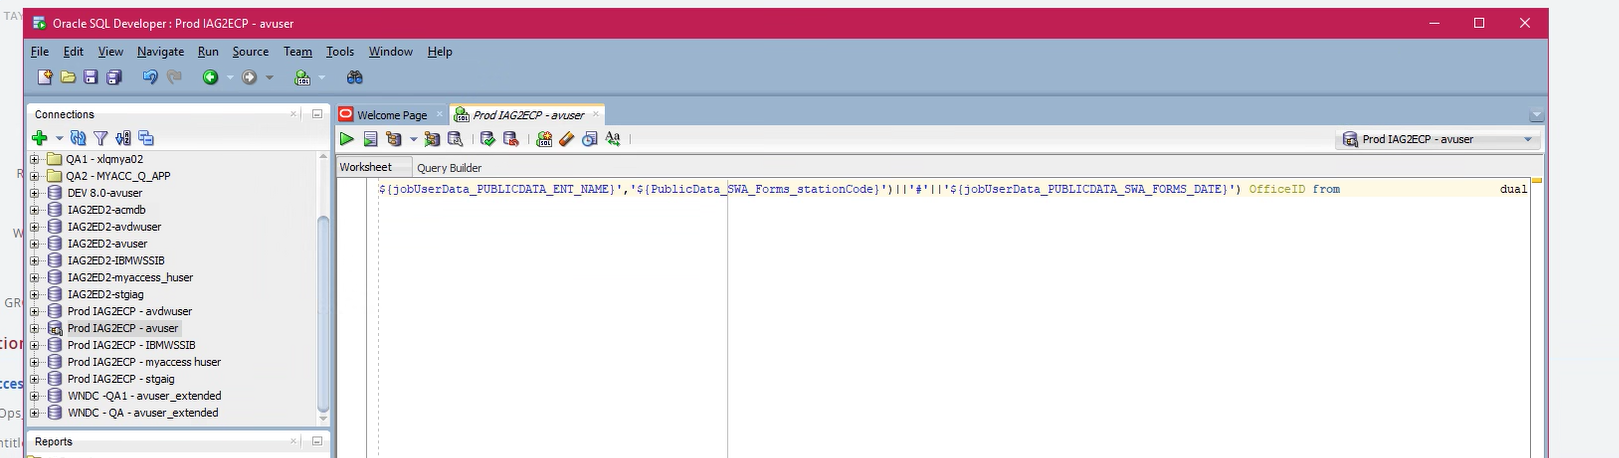 TAY
Oracle SQL Developer : Prod IAG2ECP - avuser
File Edit View Navigate Run Source Team Tools Window Help
Connections
Welcome Page
Prod IAG2ECP - avuser
Prod IAG2ECP - avuser
Worksheet
Query Builder
QA1 - xlqmya02
QA2 - MYACC_Q_APP
DEV 8.0-avuser
IAG2ED2-acmdb
IAG2ED2-avdwuser
IAG2ED2-avuser
IAG2ED2-IBMWSSIB
IAG2ED2-myaccess_huser
IAG2ED2-stgiag
Prod IAG2ECP - avdwuser
Prod IAG2ECP - avuser
Prod IAG2ECP - IBMWSSIB
Prod IAG2ECP - myaccess huser
Prod IAG2ECP - stgaig
WNDC -QA1 - avuser_extended
WNDC - QA - avuser_extended
Reports
${jobUserData_PUBLICDATA_ENT_NAME}','${PublicData_SWA_Forms_stationCode}')||'#'||'${jobUserData_PUBLICDATA_SWA_FORMS_DATE}') OfficeID from dual
R
W
GRO
tion
cces
Ops_
ntitle